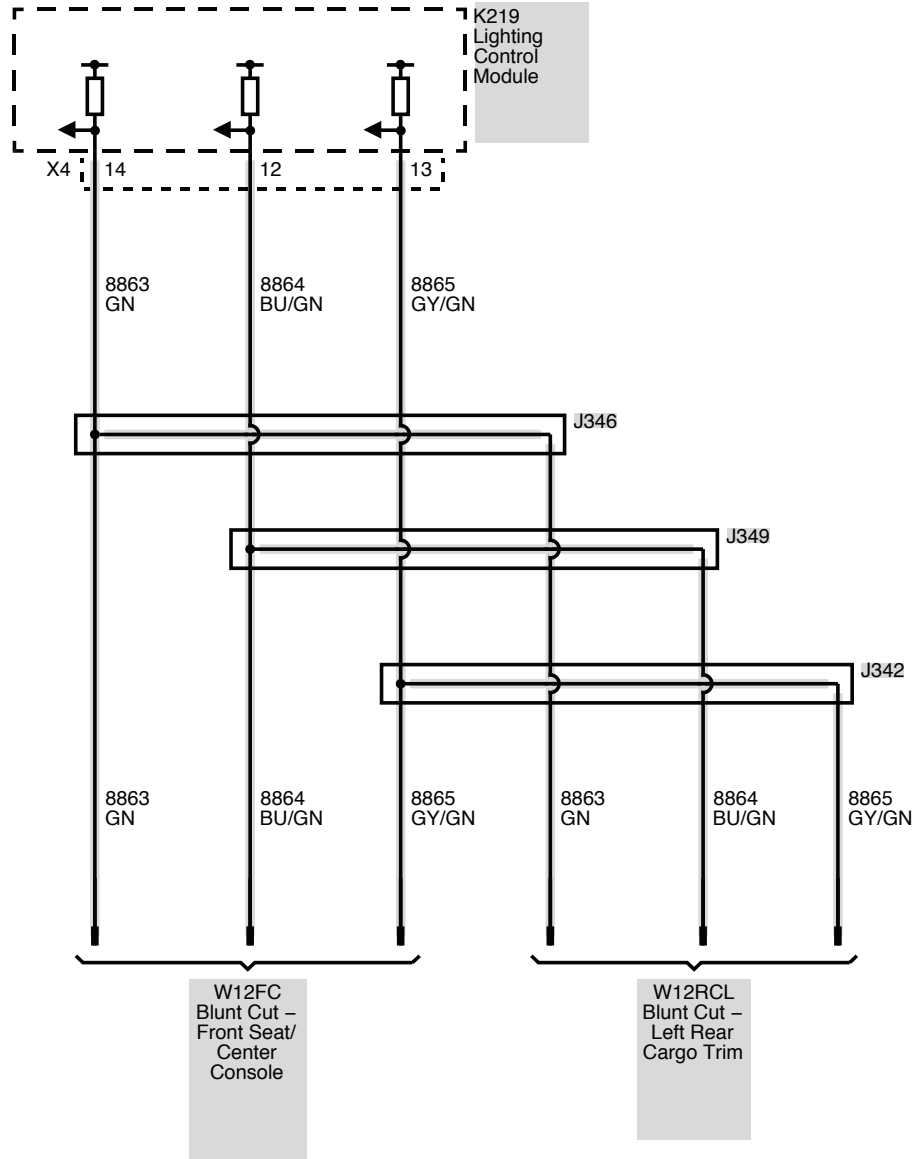 K219
Lighting
Control
Module
X4 14 12 13
8863
GN
8864
BU/GN
8865
GY/GN
J346
J349
J342
8863
GN
8864
BU/GN
8865
GY/GN
8863
GN
8864
BU/GN
8865
GY/GN
W12FC
Blunt Cut –
Front Seat/
Center
Console
W12RCL
Blunt Cut –
Left Rear
Cargo Trim